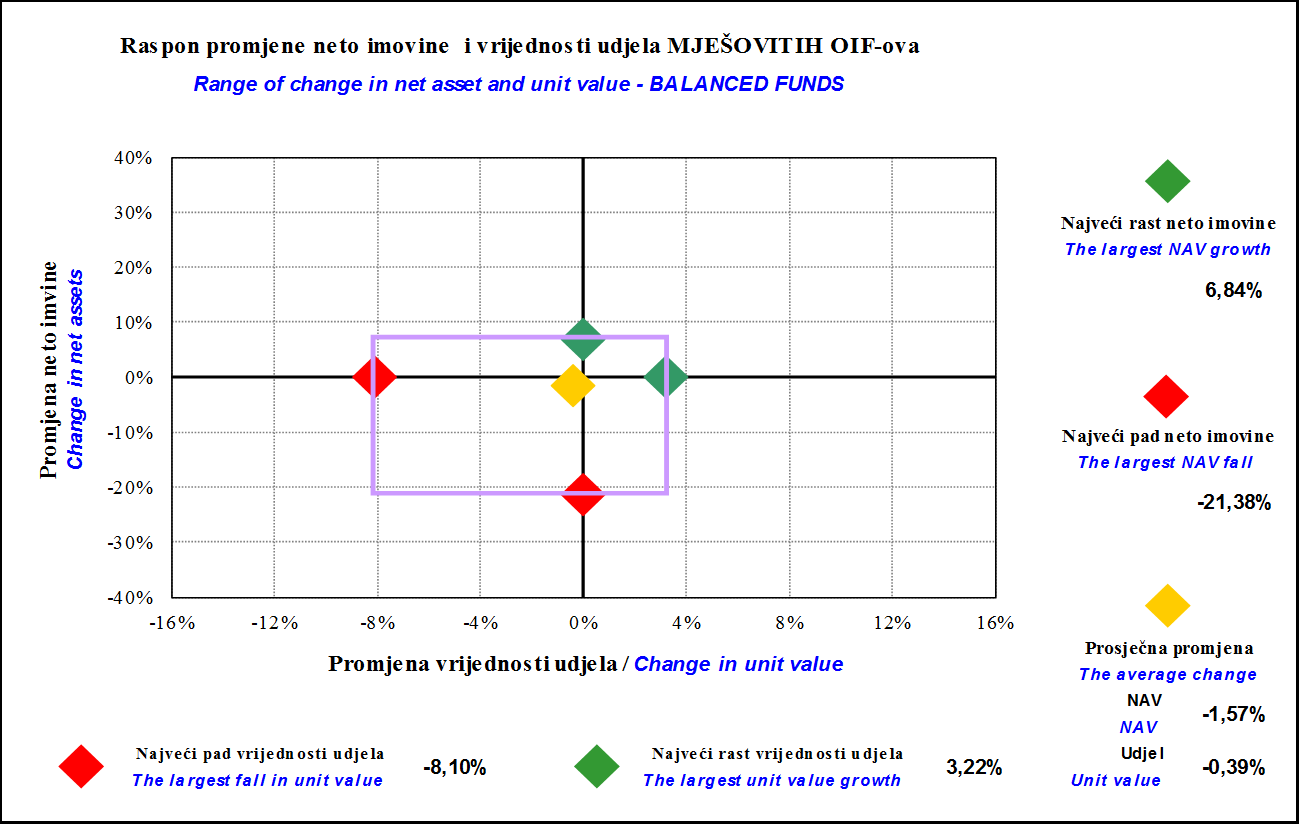 Raspon promjene neto imovine i vrijednosti udjela MJEŠOVITIH OIF-ova
Range of change in net asset and unit value - BALANCED FUNDS
Promjena neto imvine
Change in net assets
40%
30%
20%
10%
0%
-10%
-20%
-30%
-40%
-16% -12% -8% -4% 0% 4% 8% 12% 16%
Promjena vrijednosti udjela / Change in unit value
Najveći rast neto imovine
The largest NAV growth
6,84%
Najveći pad neto imovine
The largest NAV fall
-21,38%
Prosječna promjena
The average change
NAV
NAV
-1,57%
Udjel
Unit value
-0,39%
Najveći pad vrijednosti udjela
The largest fall in unit value
-8,10%
Najveći rast vrijednosti udjela
The largest unit value growth
3,22%